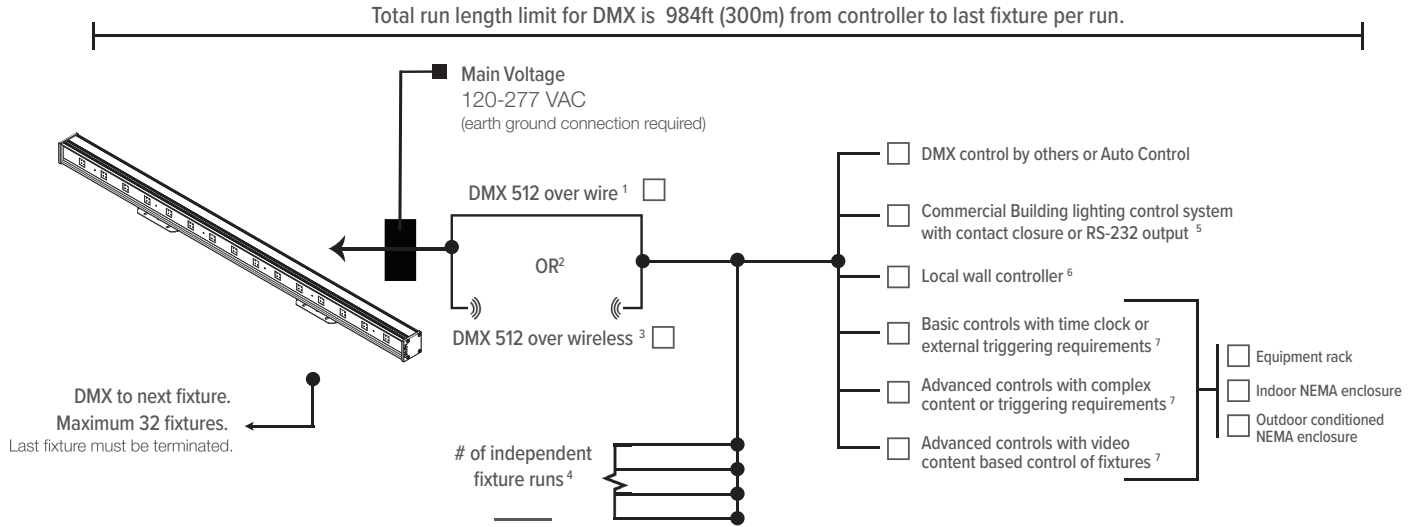 Total run length limit for DMX is 984ft (300m) from controller to last fixture per run.
Main Voltage
120-277 VAC
(earth ground connection required)
DMX 512 over wire 1
OR2
DMX 512 over wireless 3
DMX to next fixture.
Maximum 32 fixtures.
Last fixture must be terminated.
# of independent
fixture runs 4
DMX control by others or Auto Control
Commercial Building lighting control system
with contact closure or RS-232 output 5
Local wall controller 6
Basic controls with time clock or
external triggering requirements 7
Advanced controls with complex
content or triggering requirements 7
Advanced controls with video
content based control of fixtures 7
Equipment rack
Indoor NEMA enclosure
Outdoor conditioned
NEMA enclosure